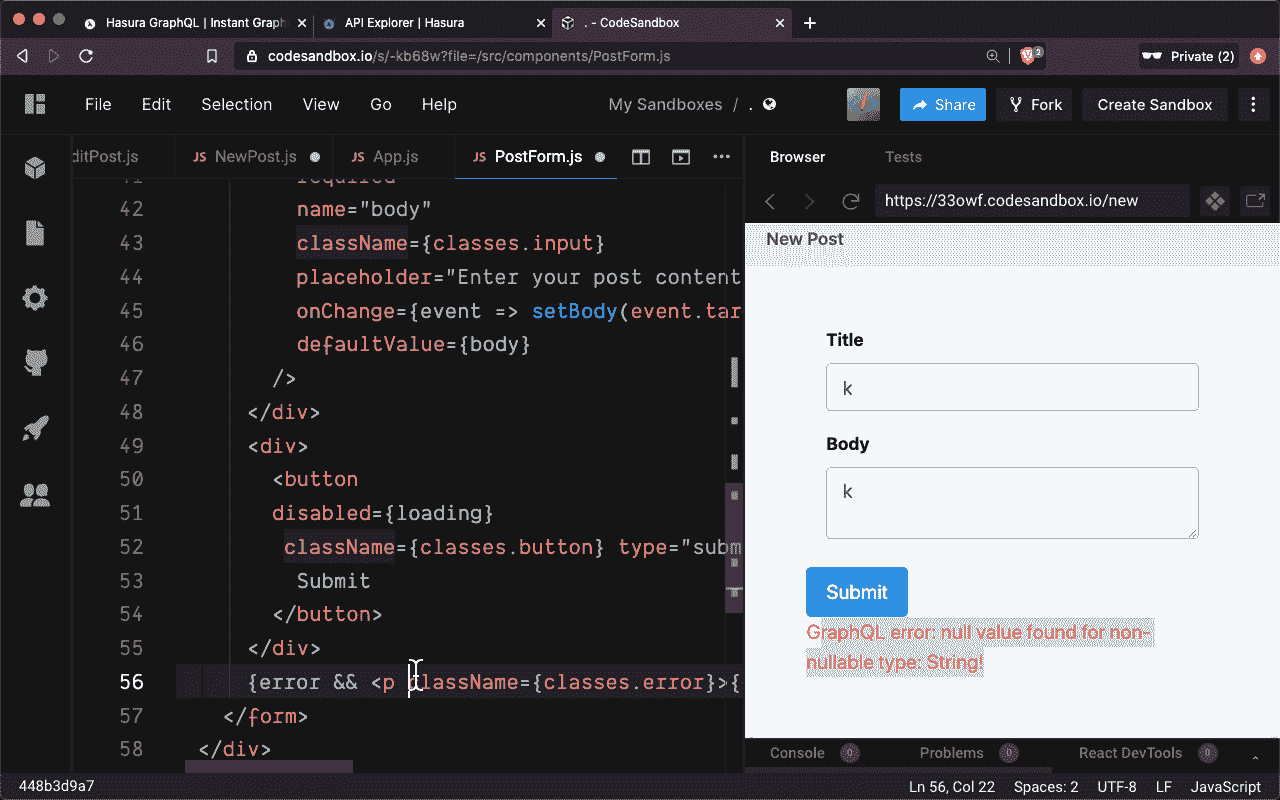 Hasura GraphQL | Instant Graph
API Explorer | Hasura
. - CodeSandbox
codesandbox.io/s/-kb68w?file=/src/components/PostForm.js
2
Private (2)
File Edit Selection View Go Help
My Sandboxes / .
Share
Fork
Create Sandbox
ditPost.js
JS NewPost.js
JS App.js
JS PostForm.js
41 required
42 name="body"
43 className={classes.input}
44 placeholder="Enter your post content
45 onChange={event => setBody(event.tar
46 defaultValue={body}
47 />
48 </div>
49 <div>
50 <button
51 disabled={loading}
52 className={classes.button} type="subm
53 Submit
54 </button>
55 </div>
56 {error && <p className={classes.error}>{
57 </form>
58 </div>
Browser
Tests
https://33owf.codesandbox.io/new
New Post
Title
k
Body
k
Submit
GraphQL error: null value found for non-
nullable type: String!
Console 0
Problems 0
React DevTools 0
448b3d9a7
Ln 56, Col 22 Spaces: 2 UTF-8 LF JavaScript